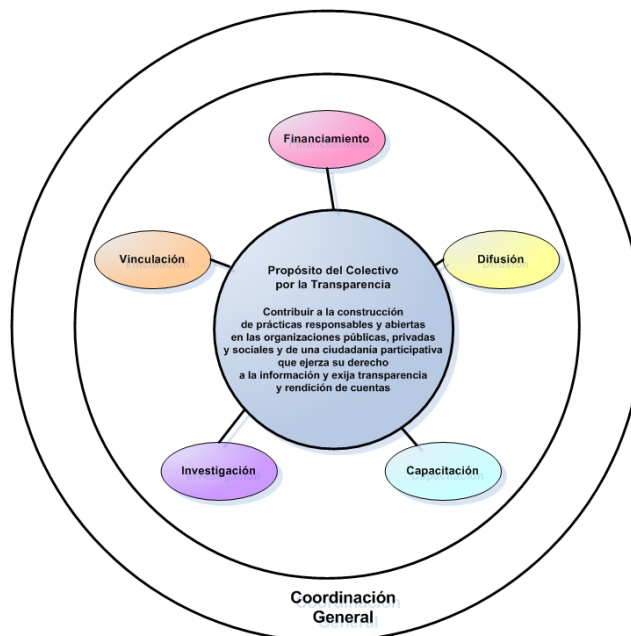 Financiamiento
Vinculación
Difusión
Propósito del Colectivo
por la Transparencia
Contribuir a la construcción
de prácticas responsables y abiertas
en las organizaciones públicas, privadas
y sociales y de una ciudadanía participativa
que ejerza su derecho
a la información y exija transparencia
y rendición de cuentas
Investigación
Capacitación
Coordinación
General